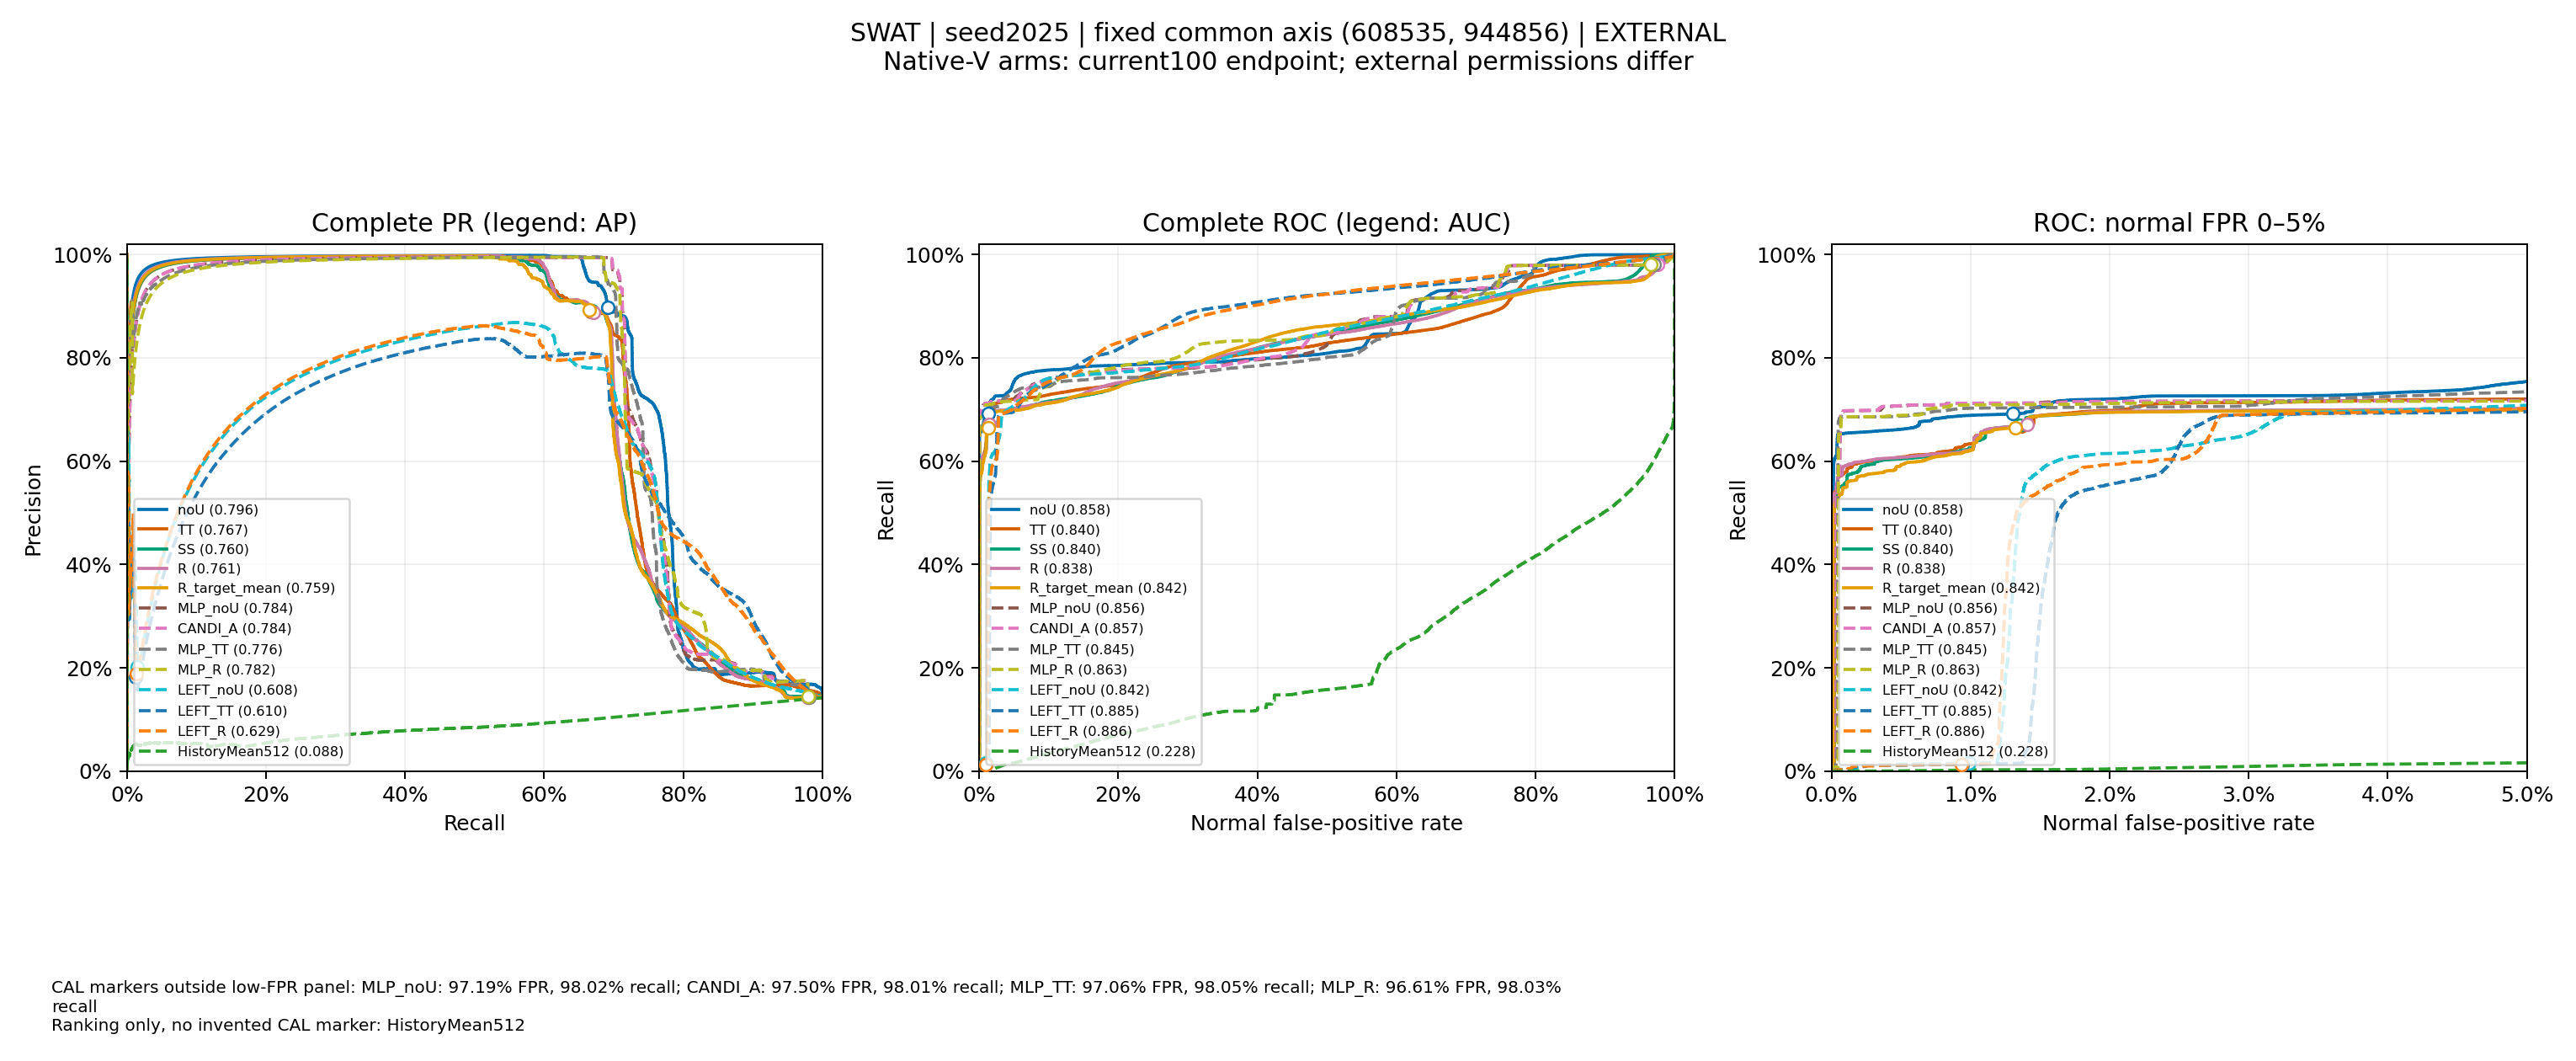 SWAT | seed2025 | fixed common axis (608535, 944856) | EXTERNAL
Native-V arms: current100 endpoint; external permissions differ
Complete PR (legend: AP)
100%
80%
60%
40%
20%
0%
Precision
noU (0.796)
TT (0.767)
SS (0.760)
R (0.761)
R_target_mean (0.759)
MLP_noU (0.784)
CANDI_A (0.784)
MLP_TT (0.776)
MLP_R (0.782)
LEFT_noU (0.608)
LEFT_TT (0.610)
LEFT_R (0.629)
HistoryMean512 (0.088)
0% 20% 40% 60% 80% 100%
Recall
Complete ROC (legend: AUC)
100%
80%
60%
40%
20%
0%
Recall
noU (0.858)
TT (0.840)
SS (0.840)
R (0.838)
R_target_mean (0.842)
MLP_noU (0.856)
CANDI_A (0.857)
MLP_TT (0.845)
MLP_R (0.863)
LEFT_noU (0.842)
LEFT_TT (0.885)
LEFT_R (0.886)
HistoryMean512 (0.228)
0% 20% 40% 60% 80% 100%
Normal false-positive rate
ROC: normal FPR 0–5%
100%
80%
60%
40%
20%
0%
Recall
noU (0.858)
TT (0.840)
SS (0.840)
R (0.838)
R_target_mean (0.842)
MLP_noU (0.856)
CANDI_A (0.857)
MLP_TT (0.845)
MLP_R (0.863)
LEFT_noU (0.842)
LEFT_TT (0.885)
LEFT_R (0.886)
HistoryMean512 (0.228)
0.0% 1.0% 2.0% 3.0% 4.0% 5.0%
Normal false-positive rate
CAL markers outside low-FPR panel: MLP_noU: 97.19% FPR, 98.02% recall; CANDI_A: 97.50% FPR, 98.01% recall; MLP_TT: 97.06% FPR, 98.05% recall; MLP_R: 96.61% FPR, 98.03%
recall
Ranking only, no invented CAL marker: HistoryMean512